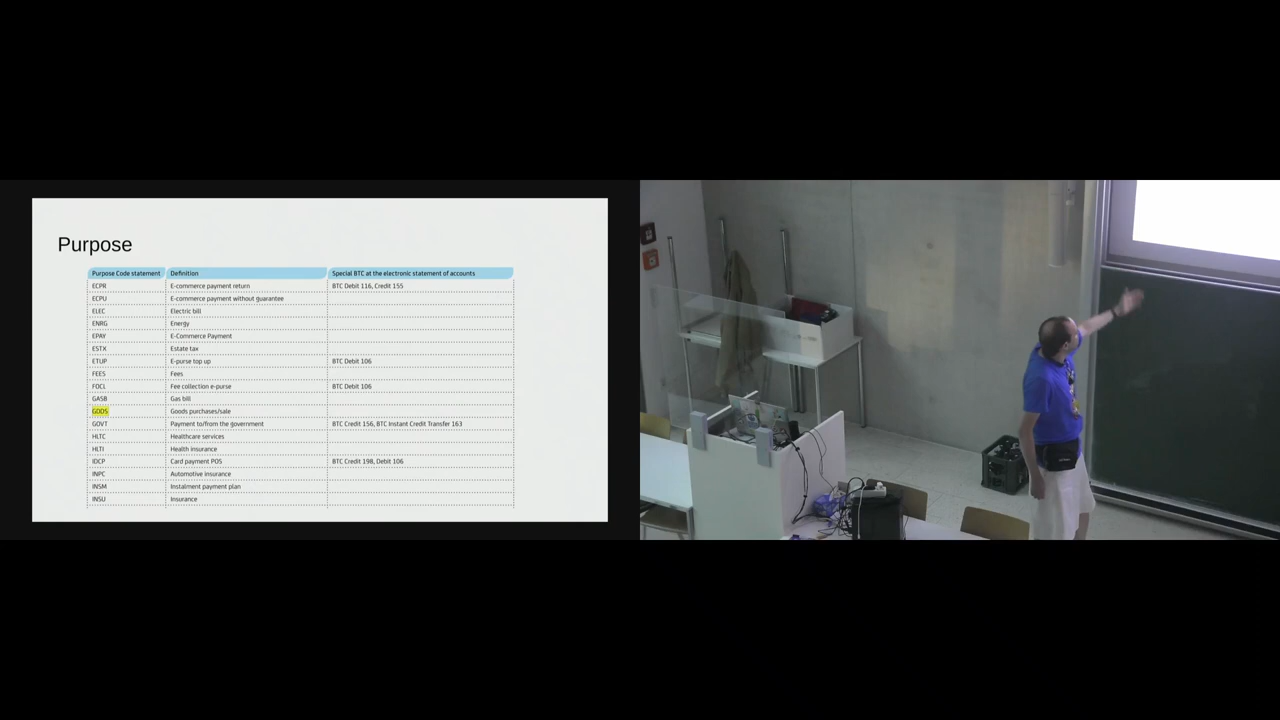 Purpose
Purpose Code statement Definition Special BTC at the electronic statement of accounts
ECPR E-commerce payment return BTC Debit 116, Credit 155
ECPU E-commerce payment without guarantee
ELEC Electric bill
ENRG Energy
EPAY E-Commerce Payment
ESTX Estate tax
ETUP E-purse top up BTC Debit 106
FEES Fees
FOCL Fee collection e-purse BTC Debit 106
GASB Gas bill
GDDS Goods purchases/sale
GOVT Payment to/from the government BTC Credit 156, BTC Instant Credit Transfer 163
HLTC Healthcare services
HLTI Health insurance
IDCP Card payment POS BTC Credit 198, Debit 106
INPC Automotive insurance
INSM Instalment payment plan
INSU Insurance